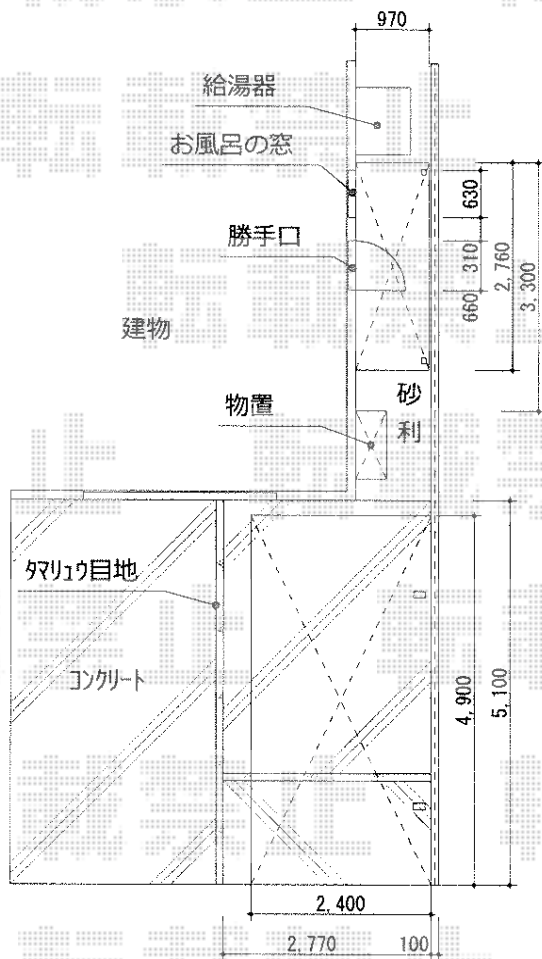 970
給湯器
お風呂の窓
勝手口
630
310
660
2,760
3,300
建物
物置
砂
利
タマリュウ目地
コンクリート
4,900
5,100
2,400
2,770
100